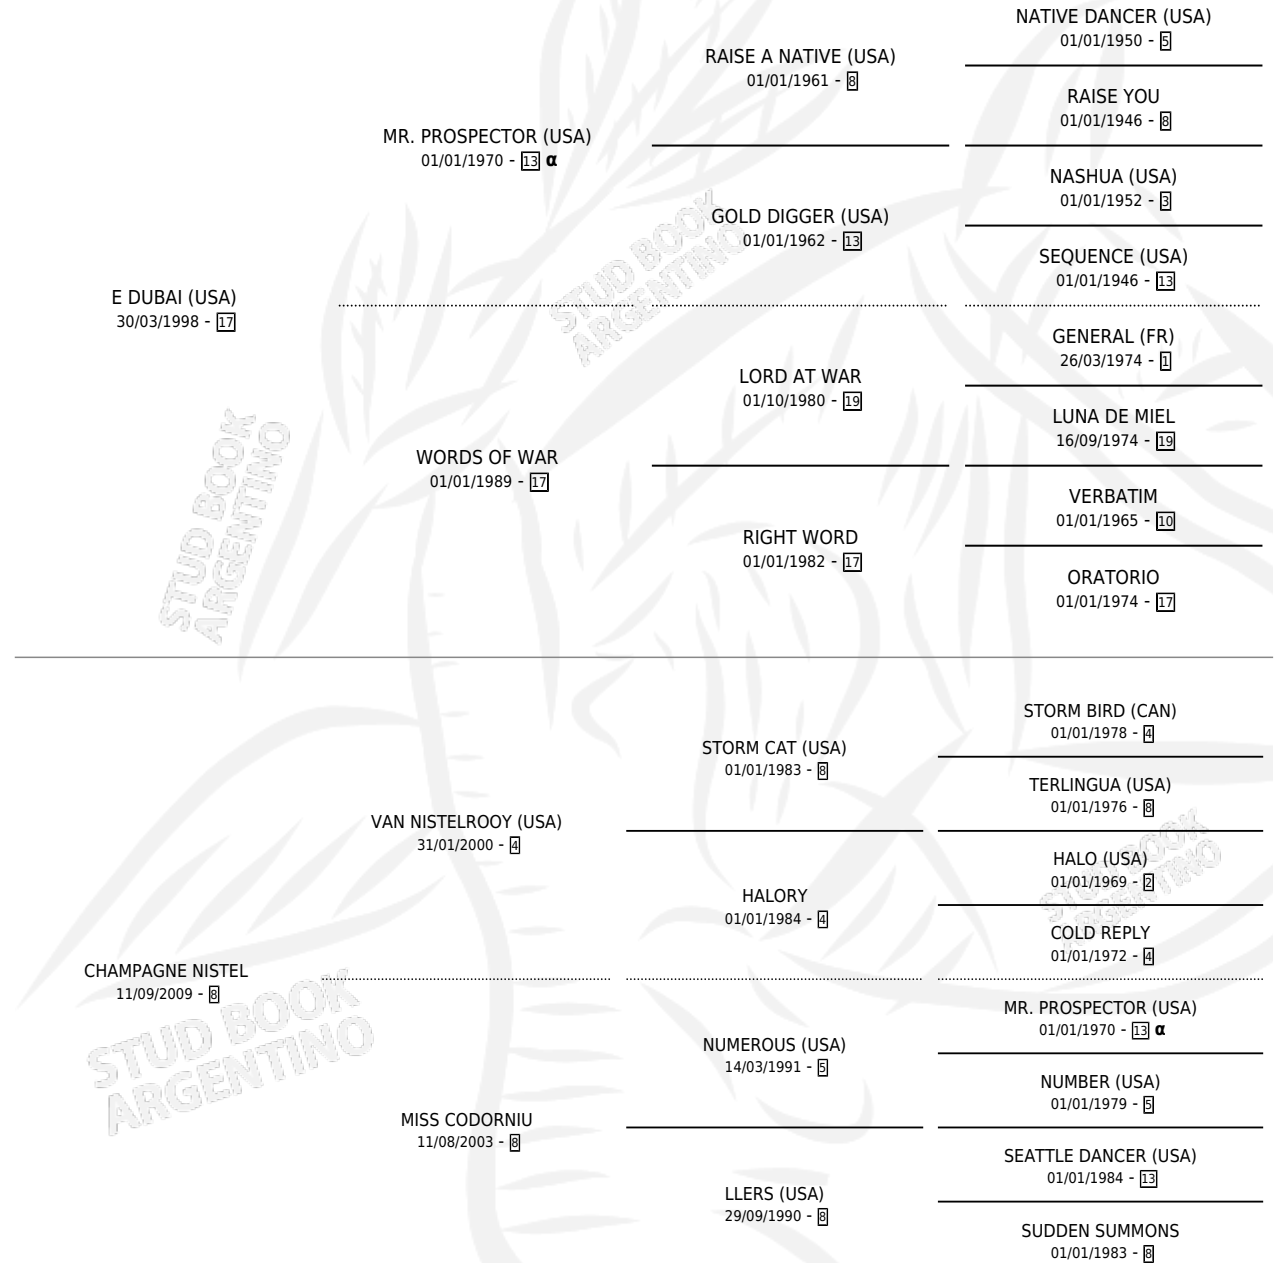 NATIVE DANCER (USA)
01/01/1950 - 5
RAISE A NATIVE (USA)
01/01/1961 - 8
RAISE YOU
01/01/1946 - 8
MR. PROSPECTOR (USA)
01/01/1970 - 13 α
NASHUA (USA)
01/01/1952 - 3
GOLD DIGGER (USA)
01/01/1962 - 13
SEQUENCE (USA)
01/01/1946 - 13
E DUBAI (USA)
30/03/1998 - 17
GENERAL (FR)
26/03/1974 - 1
LORD AT WAR
01/10/1980 - 19
LUNA DE MIEL
16/09/1974 - 19
WORDS OF WAR
01/01/1989 - 17
VERBATIM
01/01/1965 - 10
RIGHT WORD
01/01/1982 - 17
ORATORIO
01/01/1974 - 17
STORM BIRD (CAN)
01/01/1978 - 4
STORM CAT (USA)
01/01/1983 - 8
TERLINGUA (USA)
01/01/1976 - 8
VAN NISTELROOY (USA)
31/01/2000 - 4
HALO (USA)
01/01/1969 - 2
HALORY
01/01/1984 - 4
COLD REPLY
01/01/1972 - 4
CHAMPAGNE NISTEL
11/09/2009 - 8
MR. PROSPECTOR (USA)
01/01/1970 - 13 α
NUMEROUS (USA)
14/03/1991 - 5
NUMBER (USA)
01/01/1979 - 5
MISS CODORNIU
11/08/2003 - 8
SEATTLE DANCER (USA)
01/01/1984 - 13
LLERS (USA)
29/09/1990 - 8
SUDDEN SUMMONS
01/01/1983 - 8
STUD BOOK
ARGENTINO
STUD BOOK
ARGENTINO
STUD BOOK
ARGENTINO
STUD BOOK
ARGENTINO